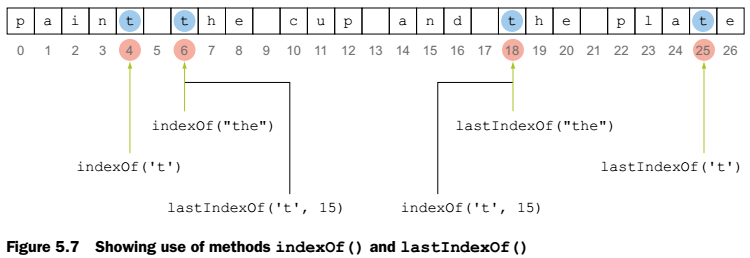 p a i n t t h e c u p a n d t h e p l a t e
0 1 2 3 4 5 6 7 8 9 10 11 12 13 14 15 16 17 18 19 20 21 22 23 24 25 26
indexOf("the") lastIndexOf("the")
indexOf('t') lastIndexOf('t')
lastIndexOf('t', 15) indexOf('t', 15)
Figure 5.7 Showing use of methods indexOf() and lastIndexOf()